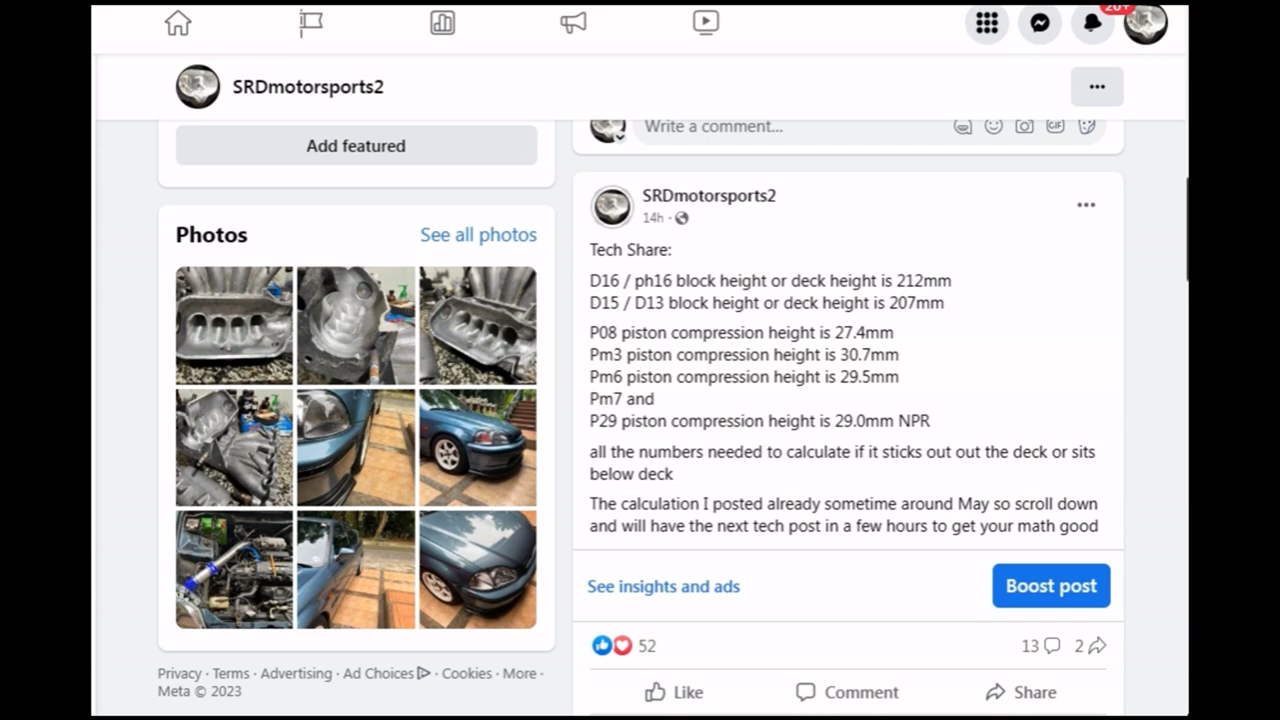 20+
SRDmotorsports2
Add featured
Write a comment...
GIF
Photos
See all photos
SRDmotorsports2
14h ·
Tech Share:
D16 / ph16 block height or deck height is 212mm
D15 / D13 block height or deck height is 207mm
P08 piston compression height is 27.4mm
Pm3 piston compression height is 30.7mm
Pm6 piston compression height is 29.5mm
Pm7 and
P29 piston compression height is 29.0mm NPR
all the numbers needed to calculate if it sticks out out the deck or sits
below deck
The calculation I posted already sometime around May so scroll down
and will have the next tech post in a few hours to get your math good
See insights and ads
Boost post
52
13
2
Like
Comment
Share
Privacy · Terms · Advertising · Ad Choices · Cookies · More ·
Meta © 2023